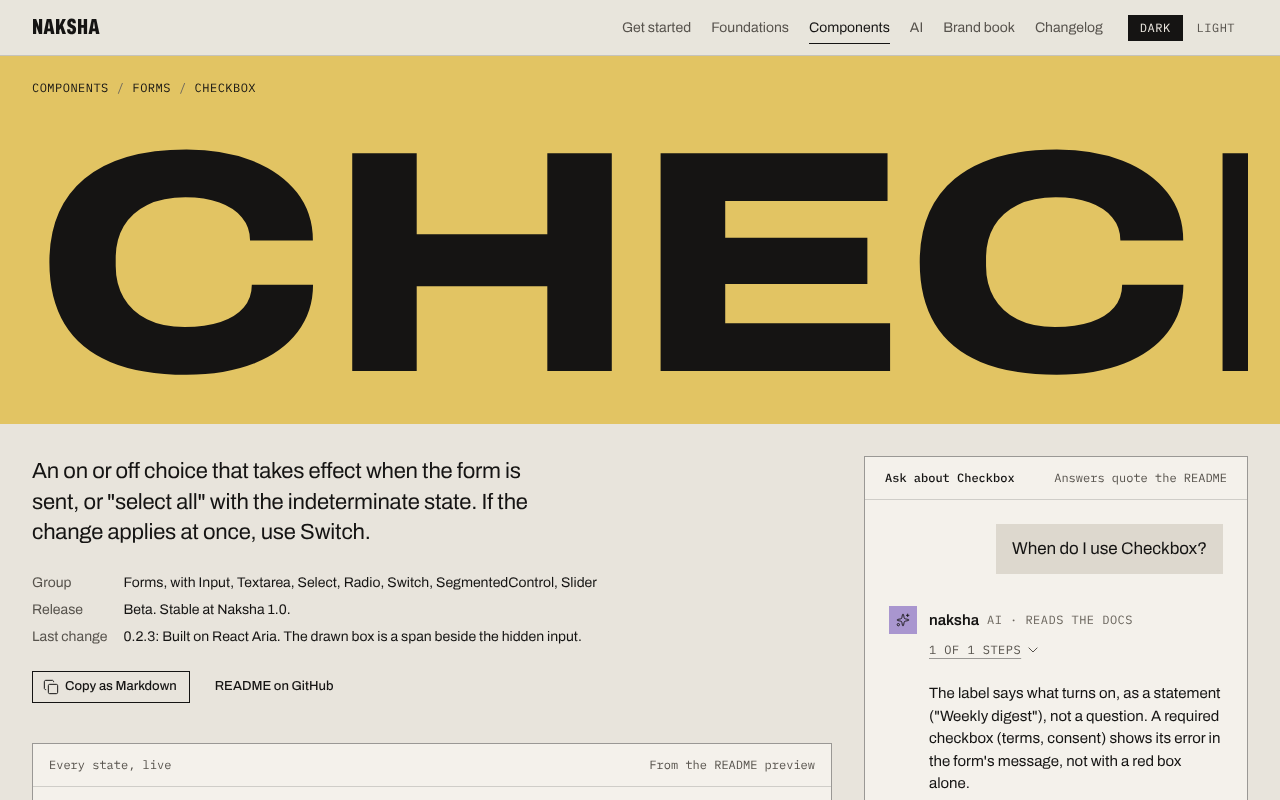 NAKSHA
Get started Foundations Components AI Brand book Changelog DARK LIGHT
COMPONENTS / FORMS / CHECKBOX
CHEC
An on or off choice that takes effect when the form is
sent, or "select all" with the indeterminate state. If the
change applies at once, use Switch.
Group Forms, with Input, Textarea, Select, Radio, Switch, SegmentedControl, Slider
Release Beta. Stable at Naksha 1.0.
Last change 0.2.3: Built on React Aria. The drawn box is a span beside the hidden input.
Copy as Markdown README on GitHub
Every state, live From the README preview
Ask about Checkbox Answers quote the README
When do I use Checkbox?
naksha AI · READS THE DOCS
1 OF 1 STEPS
The label says what turns on, as a statement
("Weekly digest"), not a question. A required
checkbox (terms, consent) shows its error in
the form's message, not with a red box
alone.